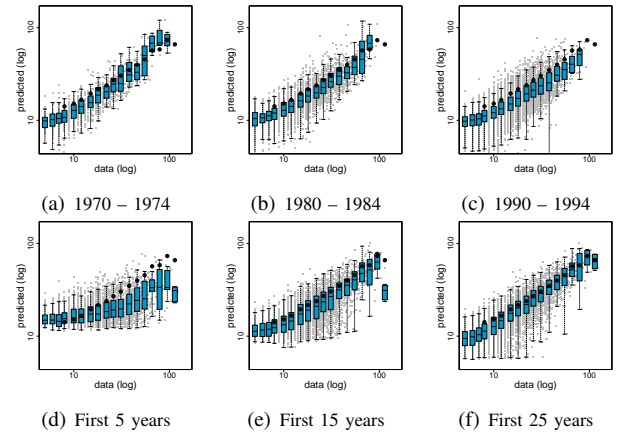 100
10
predicted (log)
10
100
data (log)
(a) 1970 – 1974
100
10
predicted (log)
10
100
data (log)
(b) 1980 – 1984
100
10
predicted (log)
10
100
data (log)
(c) 1990 – 1994
100
10
predicted (log)
10
100
data (log)
(d) First 5 years
100
10
predicted (log)
10
100
data (log)
(e) First 15 years
100
10
predicted (log)
10
100
data (log)
(f) First 25 years